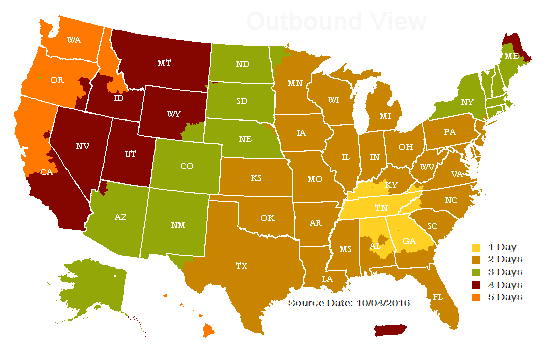 Outbound View
WA
OR
CA
ID
NV
MT
WY
UT
AZ
CO
NM
ND
SD
NE
KS
OK
TX
MN
IA
MO
AR
LA
WI
IL
MS
MI
IN
KY
TN
AL
OH
WV
GA
FL
SC
NC
VA
PA
NY
ME
1 Day
2 Days
3 Days
4 Days
5 Days
Source Date: 10/04/2016